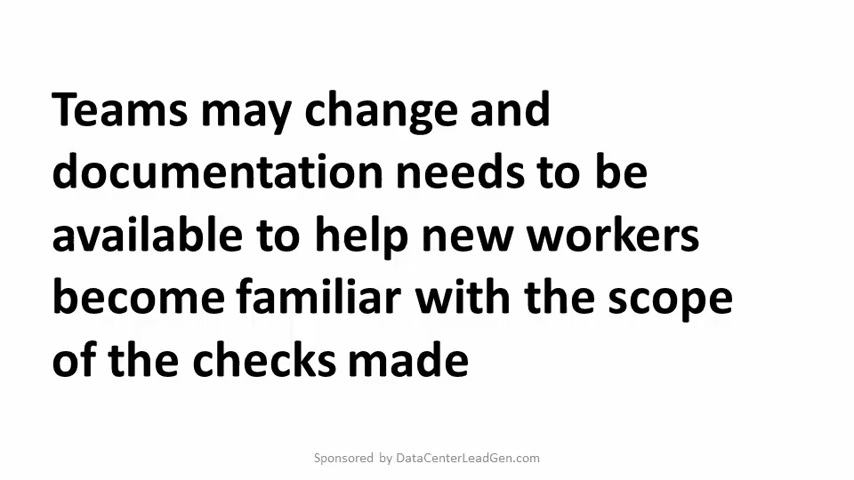 Teams may change and
documentation needs to be
available to help new workers
become familiar with the scope
of the checks made
Sponsored by DataCenterLeadGen.com